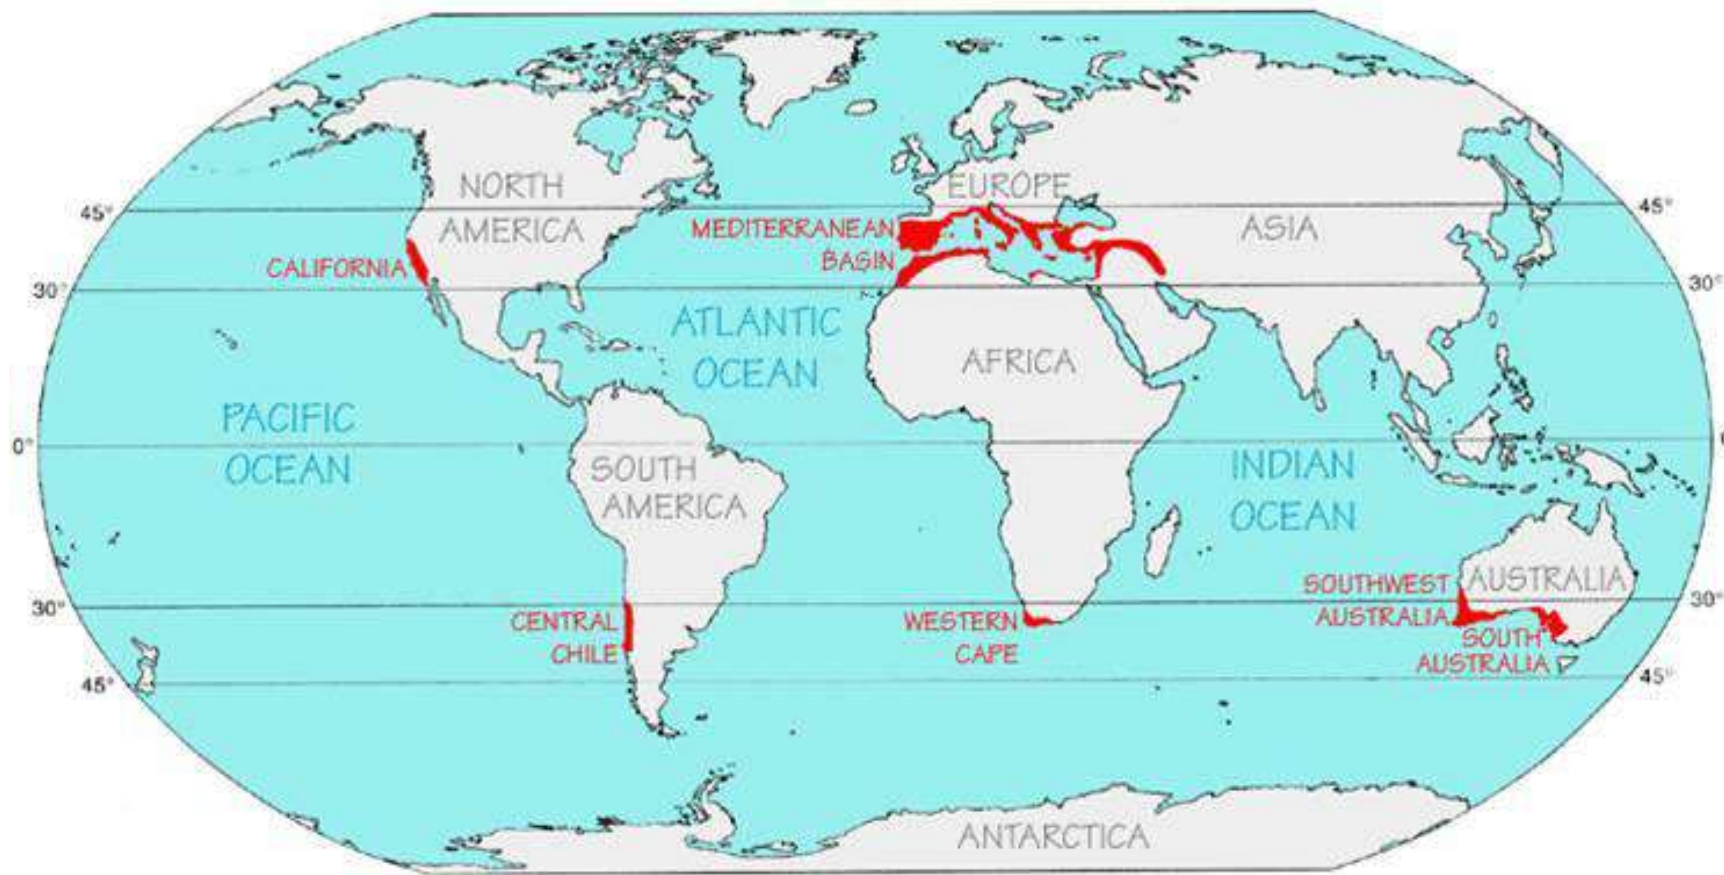 NORTH
AMERICA
EUROPE
ASIA
45°
45°
MEDITERRANEAN
BASIN
CALIFORNIA
30°
30°
ATLANTIC
OCEAN
AFRICA
PACIFIC
OCEAN
0°
SOUTH
AMERICA
INDIAN
OCEAN
AUSTRALIA
SOUTHWEST
AUSTRALIA
30°
30°
CENTRAL
CHILE
WESTERN
CAPE
SOUTH
AUSTRALIA
45°
45°
ANTARCTICA